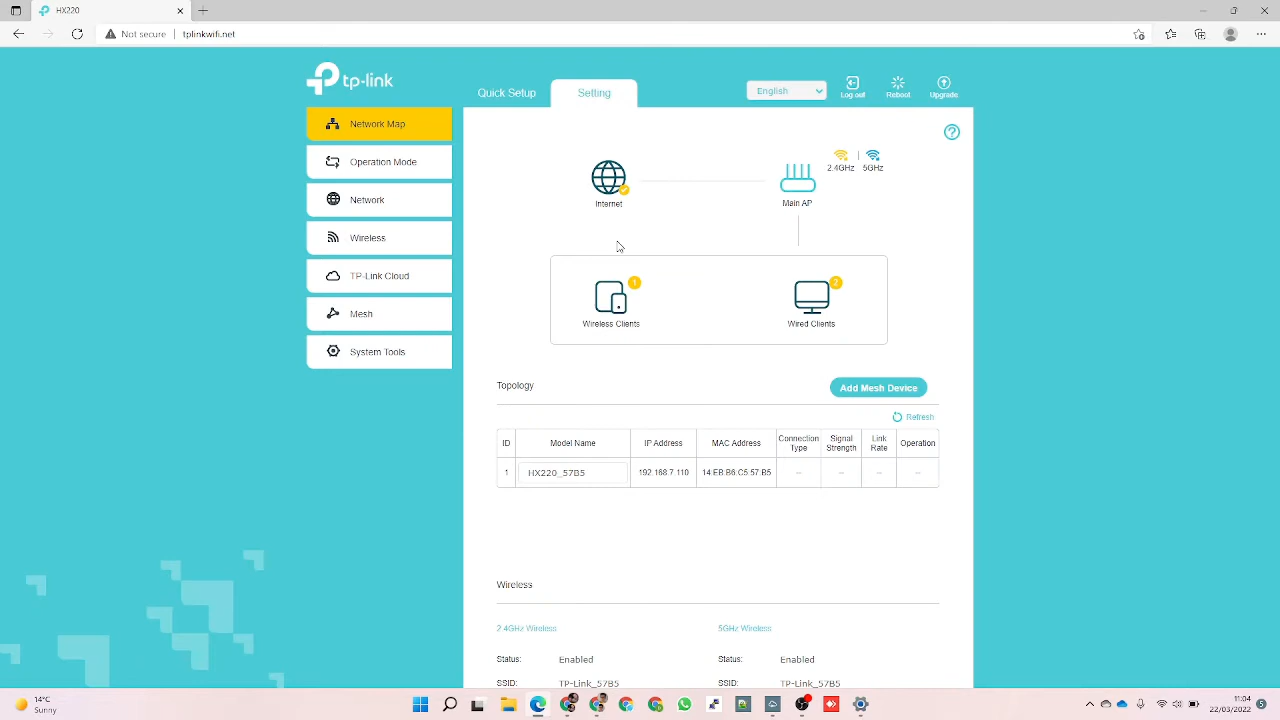 HX220
Not secure tplinkwifi.net
tp-link
Quick Setup Setting English Log out Reboot Upgrade
Network Map
Operation Mode
Network
Wireless
TP-Link Cloud
Mesh
System Tools
?
2.4GHz 5GHz
Internet Main AP
1 2
Wireless Clients Wired Clients
Topology Add Mesh Device
Refresh
ID Model Name IP Address MAC Address Connection Type Signal Strength Link Rate Operation
1 HX220_57B5 192.168.7.110 14:EB:B6:C5:57:B5 -- -- -- --
Wireless
2.4GHz Wireless 5GHz Wireless
Status: Enabled Status: Enabled
SSID: TP-Link_57B5 SSID: TP-Link_57B5
14°C
Sunny
11:04
22/03/2022